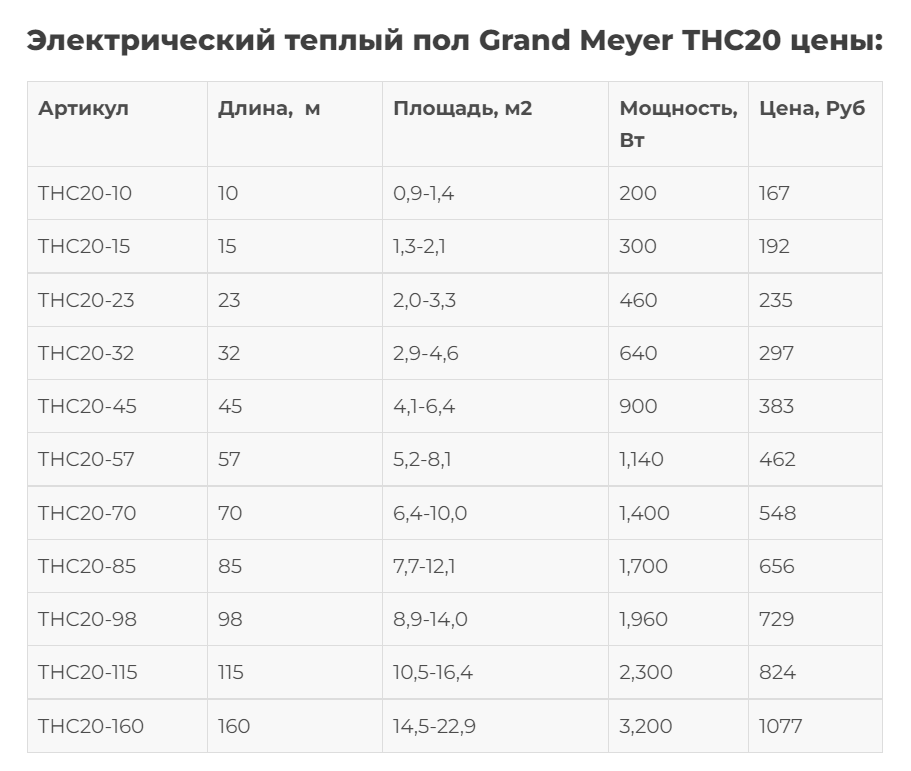 Электрический теплый пол Grand Meyer THC20 цены:
Артикул Длина, м Площадь, м2 Мощность, Вт Цена, Руб
THC20-10 10 0,9-1,4 200 167
THC20-15 15 1,3-2,1 300 192
THC20-23 23 2,0-3,3 460 235
THC20-32 32 2,9-4,6 640 297
THC20-45 45 4,1-6,4 900 383
THC20-57 57 5,2-8,1 1,140 462
THC20-70 70 6,4-10,0 1,400 548
THC20-85 85 7,7-12,1 1,700 656
THC20-98 98 8,9-14,0 1,960 729
THC20-115 115 10,5-16,4 2,300 824
THC20-160 160 14,5-22,9 3,200 1077